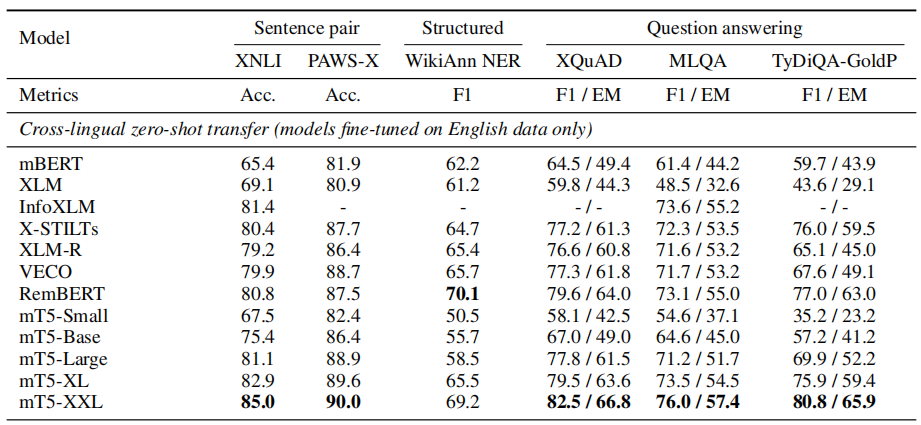 Model Sentence pair Structured Question answering
XNLI PAWS-X WikiAnn NER XQuAD MLQA TyDiQA-GoldP
Metrics Acc. Acc. F1 F1 / EM F1 / EM F1 / EM
Cross-lingual zero-shot transfer (models fine-tuned on English data only)
mBERT 65.4 81.9 62.2 64.5 / 49.4 61.4 / 44.2 59.7 / 43.9
XLM 69.1 80.9 61.2 59.8 / 44.3 48.5 / 32.6 43.6 / 29.1
InfoXLM 81.4 - - - / - 73.6 / 55.2 - / -
X-STILTs 80.4 87.7 64.7 77.2 / 61.3 72.3 / 53.5 76.0 / 59.5
XLM-R 79.2 86.4 65.4 76.6 / 60.8 71.6 / 53.2 65.1 / 45.0
VECO 79.9 88.7 65.7 77.3 / 61.8 71.7 / 53.2 67.6 / 49.1
RemBERT 80.8 87.5 70.1 79.6 / 64.0 73.1 / 55.0 77.0 / 63.0
mT5-Small 67.5 82.4 50.5 58.1 / 42.5 54.6 / 37.1 35.2 / 23.2
mT5-Base 75.4 86.4 55.7 67.0 / 49.0 64.6 / 45.0 57.2 / 41.2
mT5-Large 81.1 88.9 58.5 77.8 / 61.5 71.2 / 51.7 69.9 / 52.2
mT5-XL 82.9 89.6 65.5 79.5 / 63.6 73.5 / 54.5 75.9 / 59.4
mT5-XXL 85.0 90.0 69.2 82.5 / 66.8 76.0 / 57.4 80.8 / 65.9